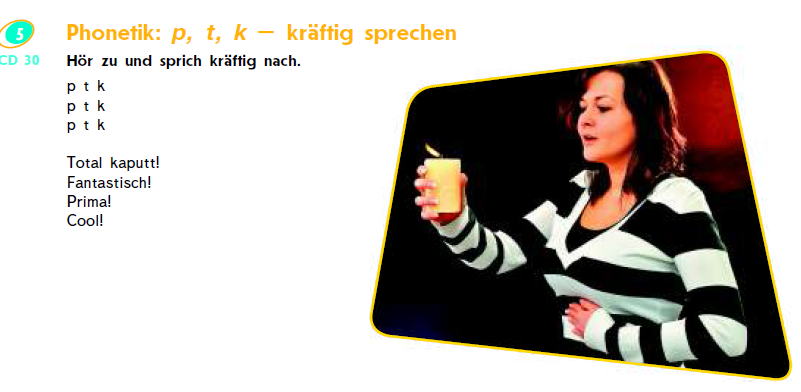 5
Phonetik: p, t, k – kräftig sprechen
CD 30
Hör zu und sprich kräftig nach.
p t k
p t k
p t k
Total kaputt!
Fantastisch!
Prima!
Cool!